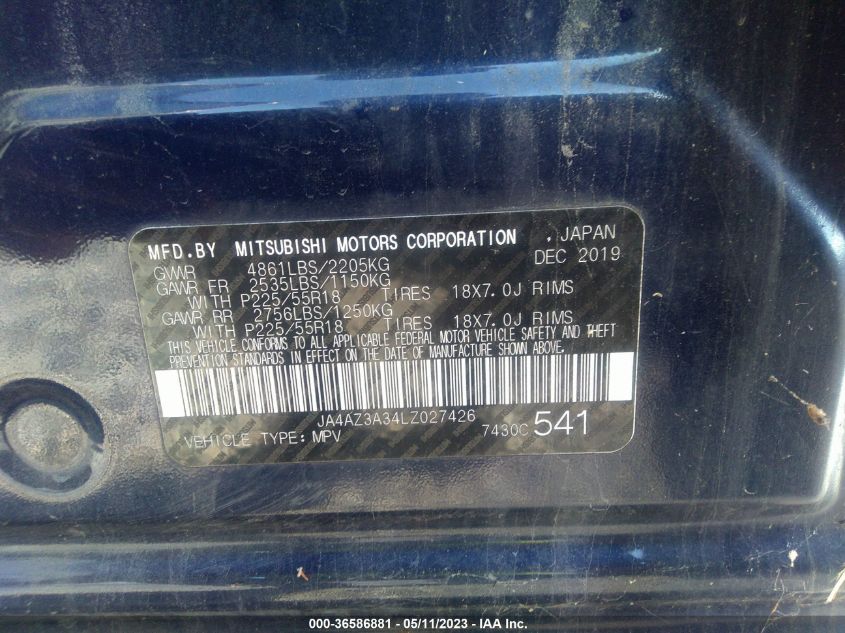 MFD.BY MITSUBISHI MOTORS CORPORATION , JAPAN
GVWR 4861LBS/2205KG DEC 2019
GAWR FR 2535LBS/1150KG
WITH P225/55R18 TIRES 18X7.0J RIMS
GAWR RR 2756LBS/1250KG
WITH P225/55R18 TIRES 18X7.0J RIMS
THIS VEHICLE CONFORMS TO ALL APPLICABLE FEDERAL MOTOR VEHICLE SAFETY AND THEFT
PREVENTION STANDARDS IN EFFECT ON THE DATE OF MANUFACTURE SHOWN ABOVE.
JA4AZ3A34LZ027426
VEHICLE TYPE: MPV 7430C 541
000-36586881 - 05/11/2023 - IAA Inc.